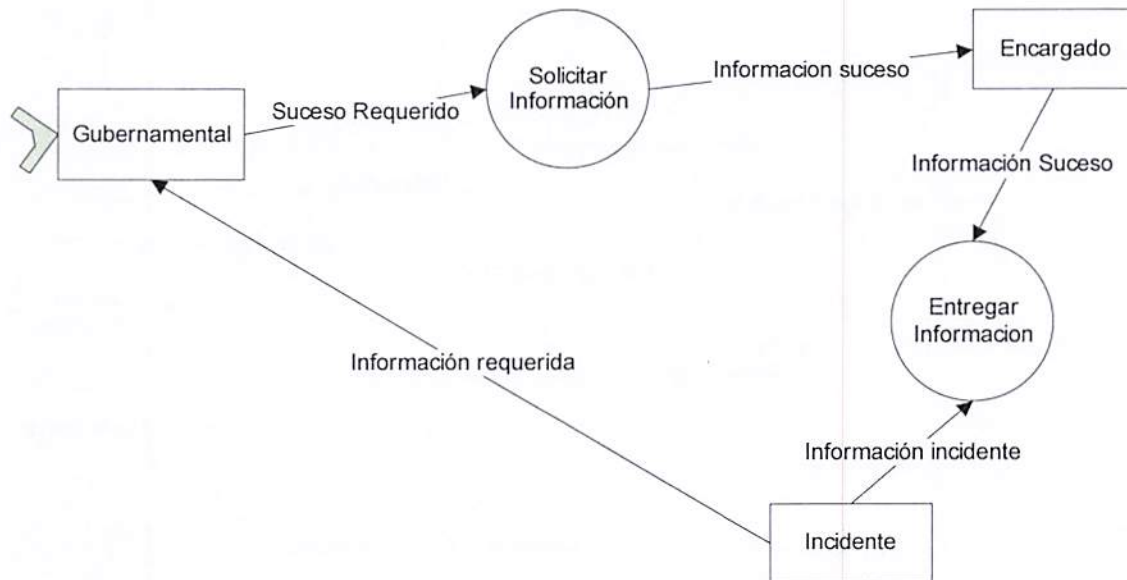 Encargado
Solicitar
Información
Informacion suceso
Suceso Requerido
Gubernamental
Información Suceso
Entregar
Informacion
Información requerida
Información incidente
Incidente